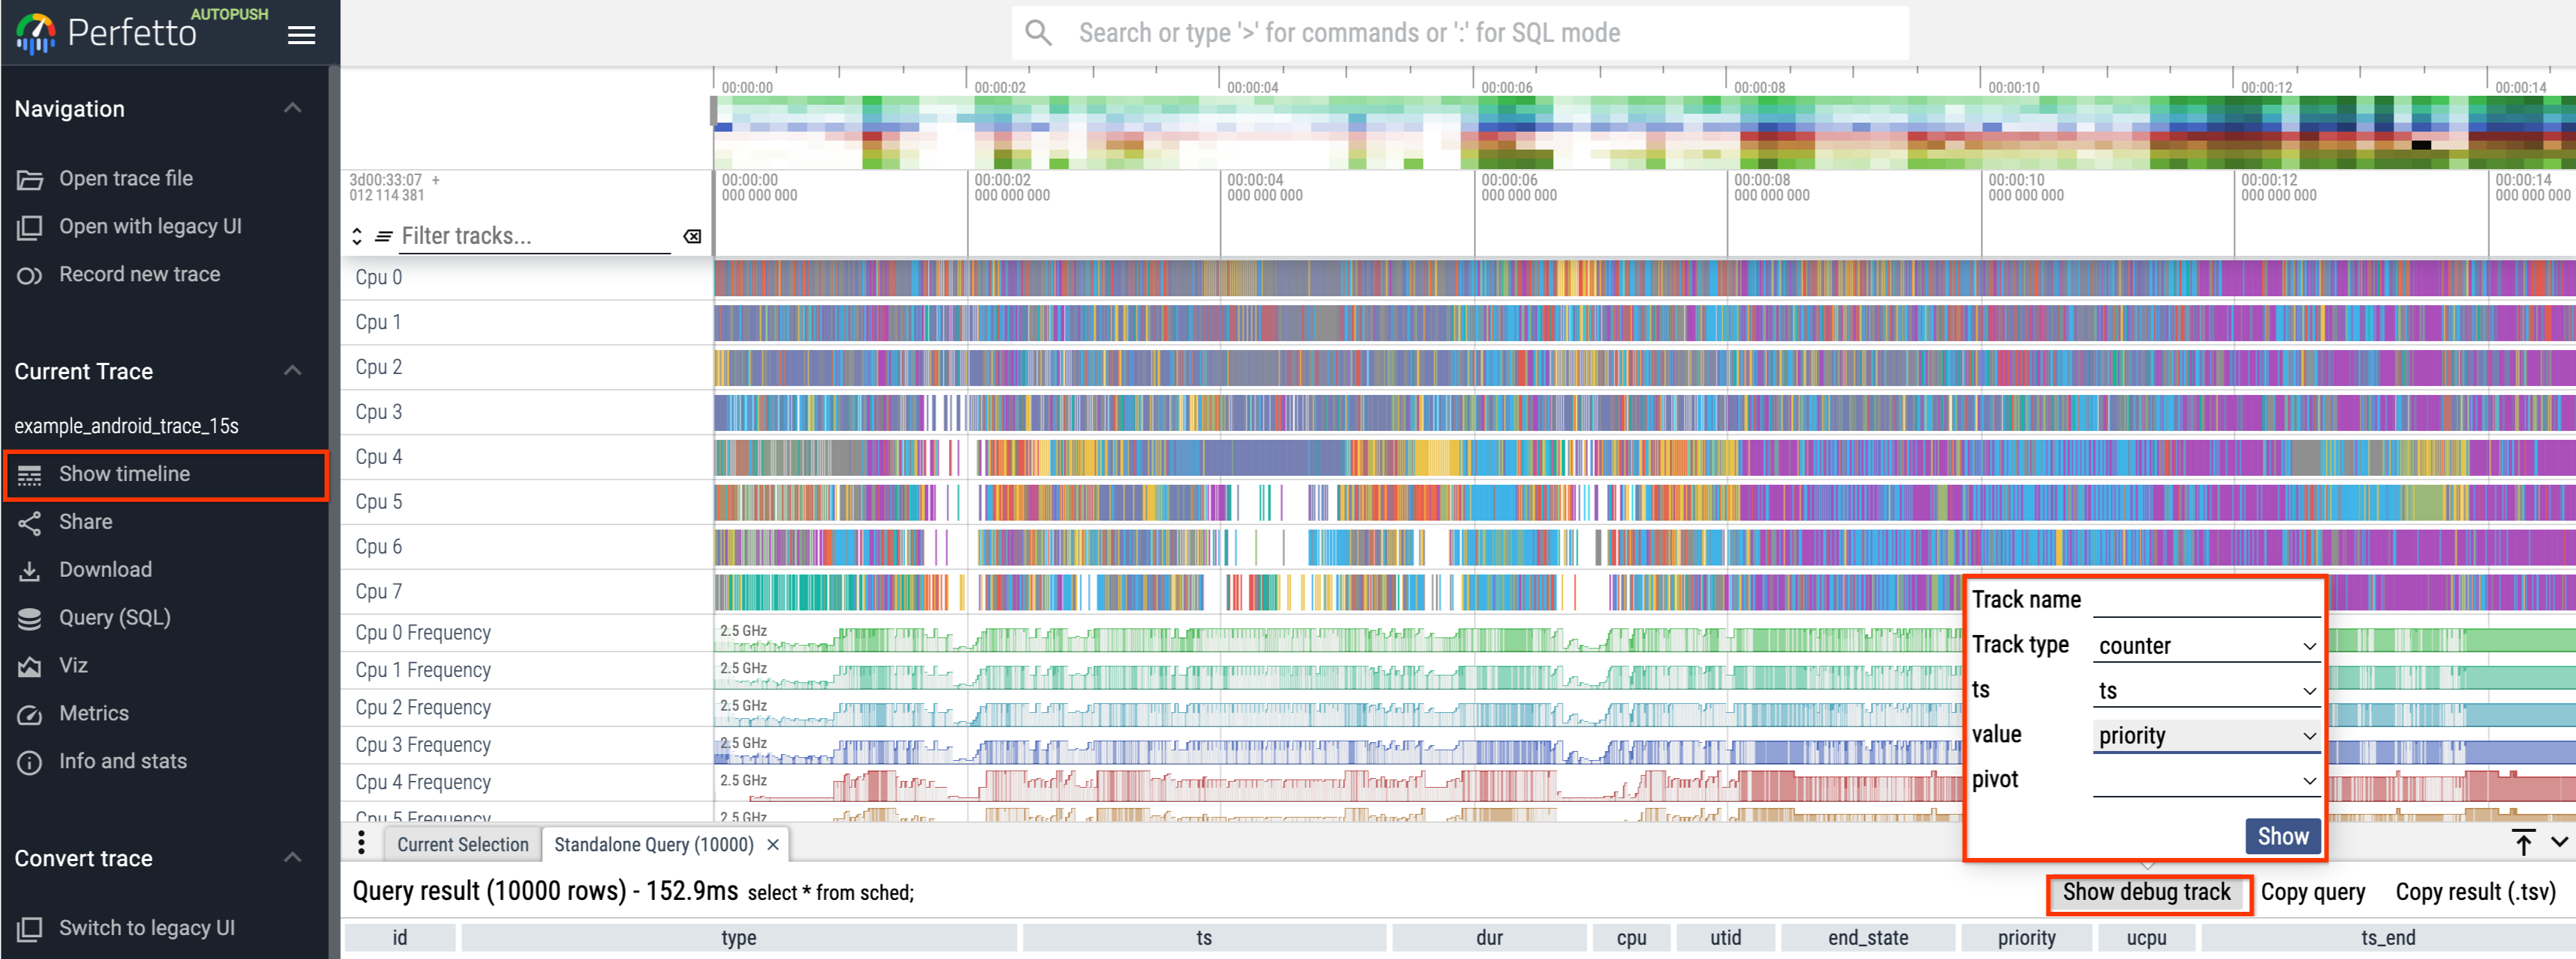 Perfetto
AUTOPUSH
Search or type '>' for commands or ':' for SQL mode
Navigation
Open trace file
Open with legacy UI
Record new trace
Current Trace
example_android_trace_15s
Show timeline
Share
Download
Query (SQL)
Viz
Metrics
Info and stats
Convert trace
Switch to legacy UI
00:00:00 00:00:02 00:00:04 00:00:06 00:00:08 00:00:10 00:00:12 00:00:14
3d00:33:07 +
012 114 381
00:00:00 00:00:02 00:00:04 00:00:06 00:00:08 00:00:10 00:00:12 00:00:14
000 000 000 000 000 000 000 000 000 000 000 000 000 000 000 000 000 000 000 000 000 000 000 000
Filter tracks...
Cpu 0
Cpu 1
Cpu 2
Cpu 3
Cpu 4
Cpu 5
Cpu 6
Cpu 7
Cpu 0 Frequency 2.5 GHz
Cpu 1 Frequency 2.5 GHz
Cpu 2 Frequency 2.5 GHz
Cpu 3 Frequency 2.5 GHz
Cpu 4 Frequency 2.5 GHz
Cpu 5 Frequency 2.5 GHz
Track name
Track type counter
ts ts
value priority
pivot
Show
Current Selection Standalone Query (10000) ×
Query result (10000 rows) - 152.9ms select * from sched;
Show debug track Copy query Copy result (.tsv)
id type ts dur cpu utid end_state priority ucpu ts_end